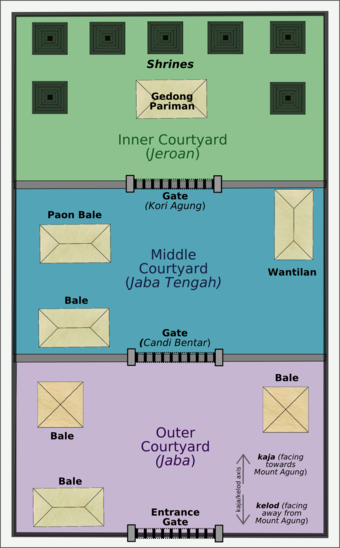 Shrines
Gedong
Pariman
Inner Courtyard
(Jeroan)
Gate
(Kori Agung)
Paon Bale
Wantilan
Middle
Courtyard
(Jaba Tengah)
Bale
Gate
(Candi Bentar)
Bale
Bale
Outer
Courtyard
(Jaba)
kaja (facing
towards
Mount Agung)
kaja/kelod axis
Bale
kelod (facing
away from
Mount Agung)
Entrance
Gate